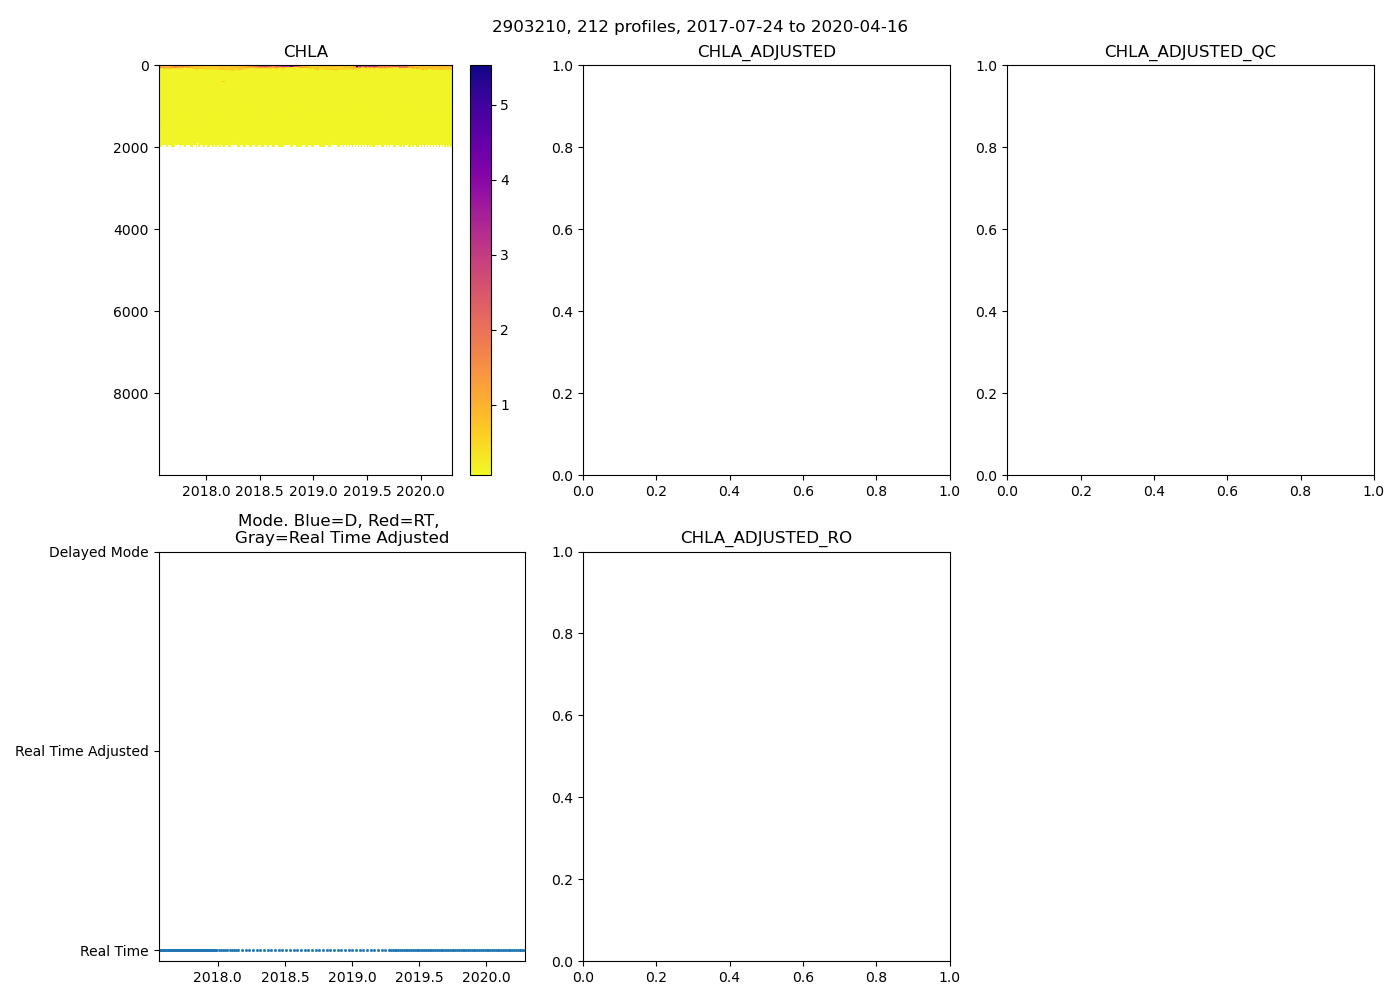 2903210, 212 profiles, 2017-07-24 to 2020-04-16
CHLA
0
2000
4000
6000
8000
2018.0 2018.5 2019.0 2019.5 2020.0
5
4
3
2
1
CHLA_ADJUSTED
1.0
0.8
0.6
0.4
0.2
0.0
0.0 0.2 0.4 0.6 0.8 1.0
CHLA_ADJUSTED_QC
1.0
0.8
0.6
0.4
0.2
0.0
0.0 0.2 0.4 0.6 0.8 1.0
Mode. Blue=D, Red=RT,
Gray=Real Time Adjusted
Delayed Mode
Real Time Adjusted
Real Time
2018.0 2018.5 2019.0 2019.5 2020.0
CHLA_ADJUSTED_RO
1.0
0.8
0.6
0.4
0.2
0.0
0.0 0.2 0.4 0.6 0.8 1.0